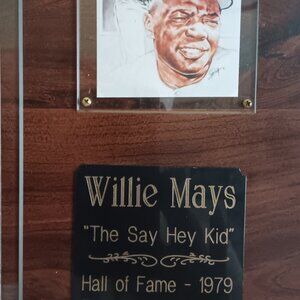 Willie Mays
"The Say Hey Kid"
Hall of Fame - 1979